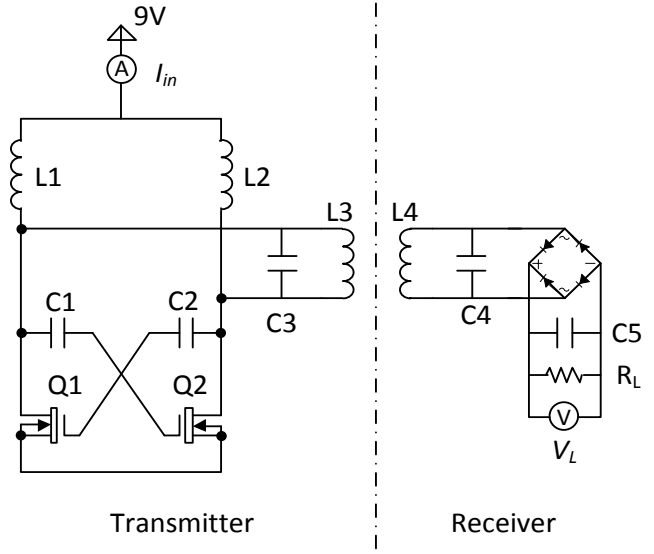 9V
A
I_in
L1
L2
L3
L4
C1
C2
C3
C4
~
+
−
~
C5
R_L
Q1
Q2
V
V_L
Transmitter
Receiver